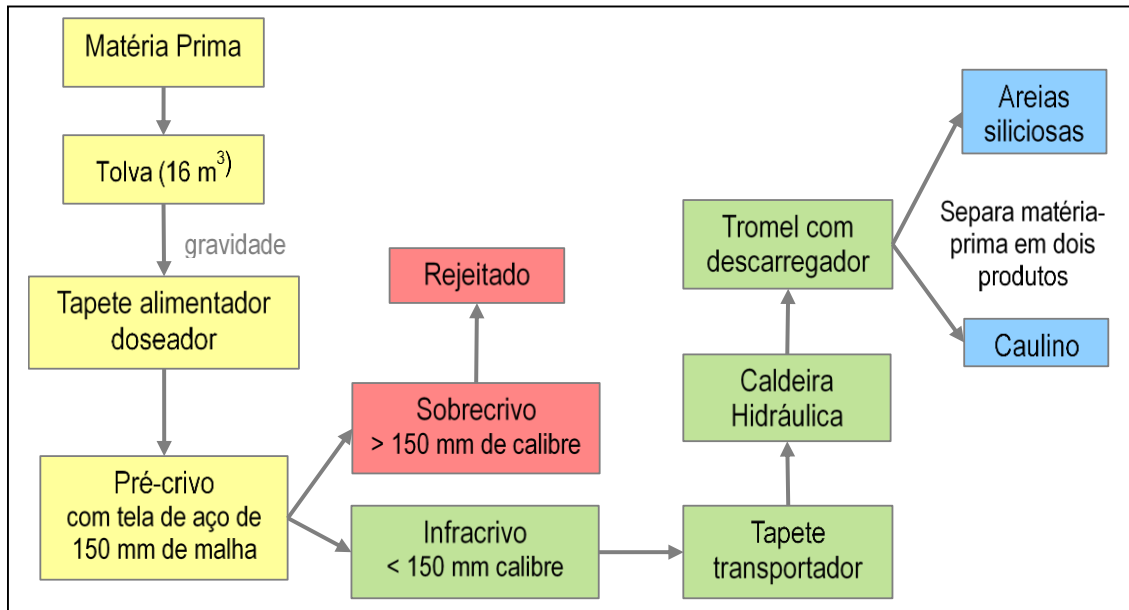 Matéria Prima
Tolva (16 m³)
gravidade
Tapete alimentador
doseador
Pré-crivo
com tela de aço de
150 mm de malha
Rejeitado
Sobrecrivo
> 150 mm de calibre
Infracrivo
< 150 mm calibre
Tapete
transportador
Caldeira
Hidráulica
Tromel com
descarregador
Areias
siliciosas
Separa matéria-
prima em dois
produtos
Caulino